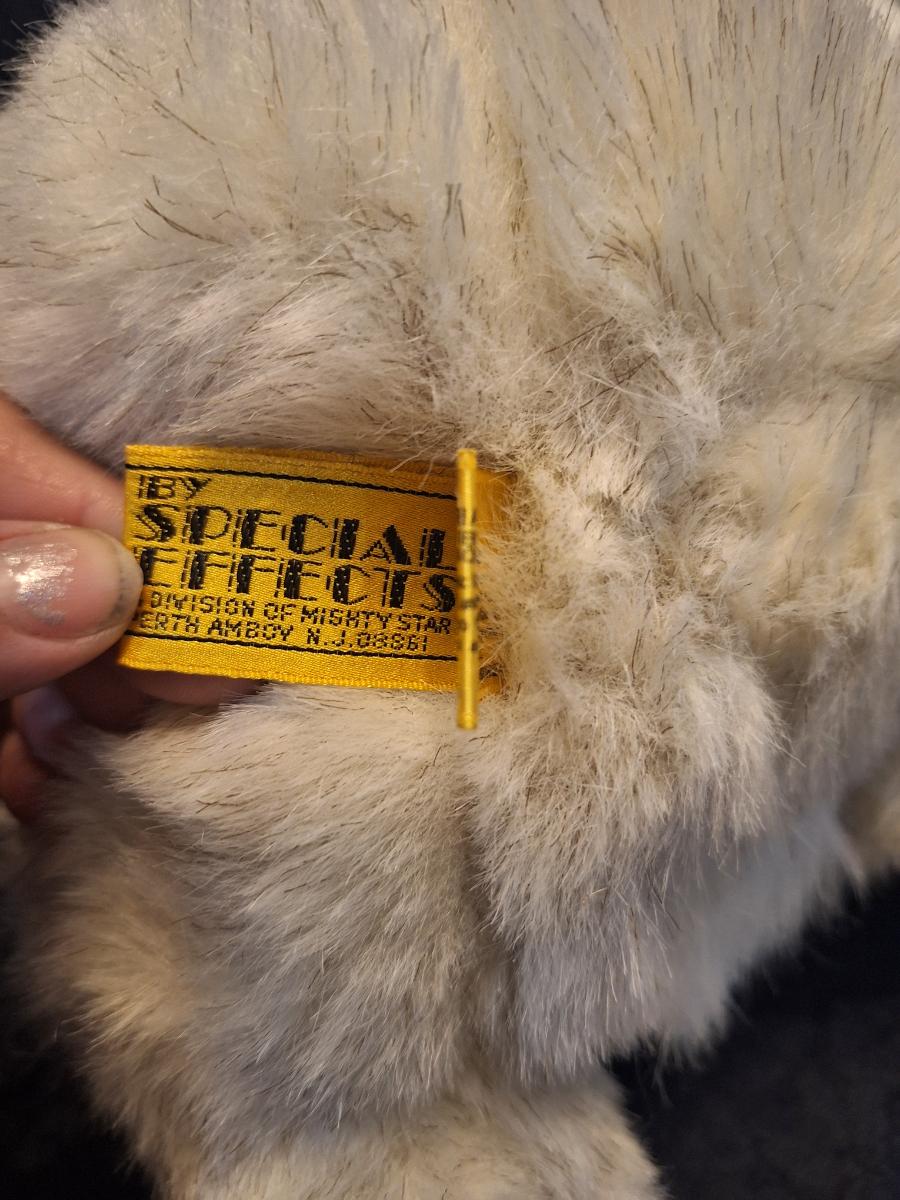 BY
SPECIAL
EFFECTS
DIVISION OF MIGHTY STAR
ERTH AMBOY N.J. 08861